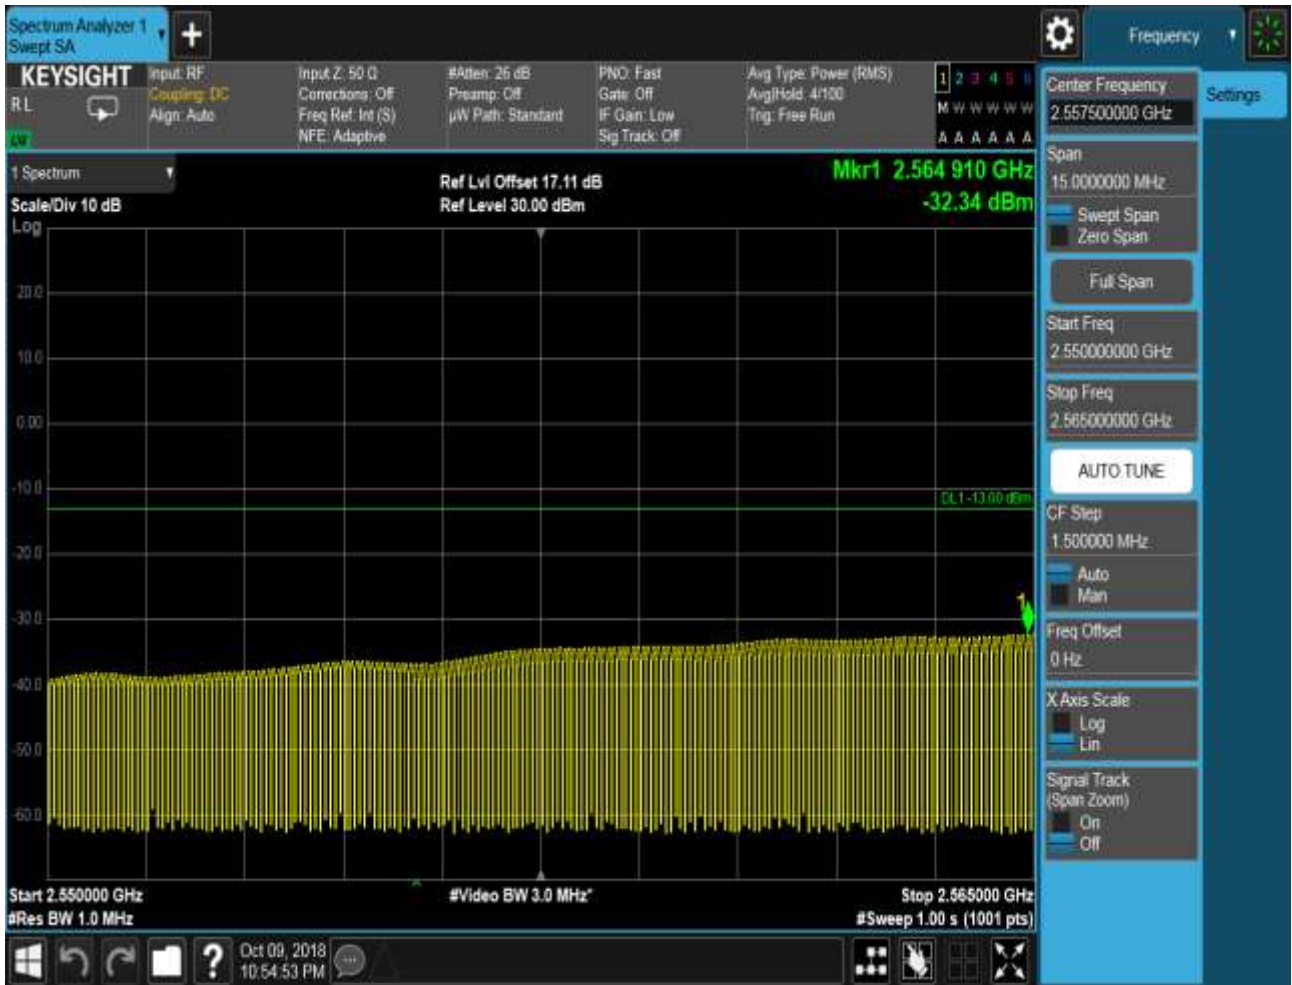 Spectrum Analyzer 1
Swept SA
+
Frequency
KEYSIGHT
RL
LXI
Input: RF
Coupling: DC
Align: Auto
Input Z: 50 Ω
Corrections: Off
Freq Ref: Int (S)
NFE: Adaptive
#Atten: 26 dB
Preamp: Off
µW Path: Standard
PNO: Fast
Gate: Off
IF Gain: Low
Sig Track: Off
Avg Type: Power (RMS)
Avg|Hold: 4/100
Trig: Free Run
1 2 3 4 5 6
M W W W W W
A A A A A A
1 Spectrum
Scale/Div 10 dB
Log
Ref Lvl Offset 17.11 dB
Ref Level 30.00 dBm
Mkr1 2.564 910 GHz
-32.34 dBm
20.0
10.0
0.00
-10.0
DL1 -13.00 dBm
-20.0
1
-30.0
-40.0
-50.0
-60.0
Start 2.550000 GHz
#Res BW 1.0 MHz
#Video BW 3.0 MHz*
Stop 2.565000 GHz
#Sweep 1.00 s (1001 pts)
?
Oct 09, 2018
10:54:53 PM
Center Frequency
2.557500000 GHz
Settings
Span
15.0000000 MHz
Swept Span
Zero Span
Full Span
Start Freq
2.550000000 GHz
Stop Freq
2.565000000 GHz
AUTO TUNE
CF Step
1.500000 MHz
Auto
Man
Freq Offset
0 Hz
X Axis Scale
Log
Lin
Signal Track
(Span Zoom)
On
Off